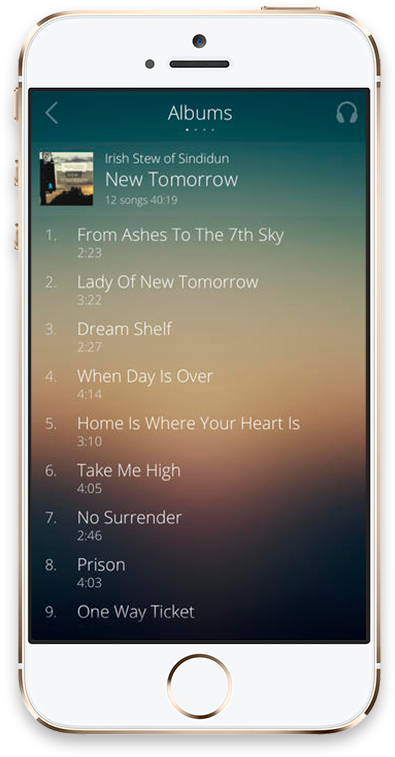 Albums
Irish Stew of Sindidun
New Tomorrow
12 songs 40:19
1. From Ashes To The 7th Sky
2:23
2. Lady Of New Tomorrow
3:22
3. Dream Shelf
2:27
4. When Day Is Over
4:14
5. Home Is Where Your Heart Is
3:10
6. Take Me High
4:05
7. No Surrender
2:46
8. Prison
4:03
9. One Way Ticket